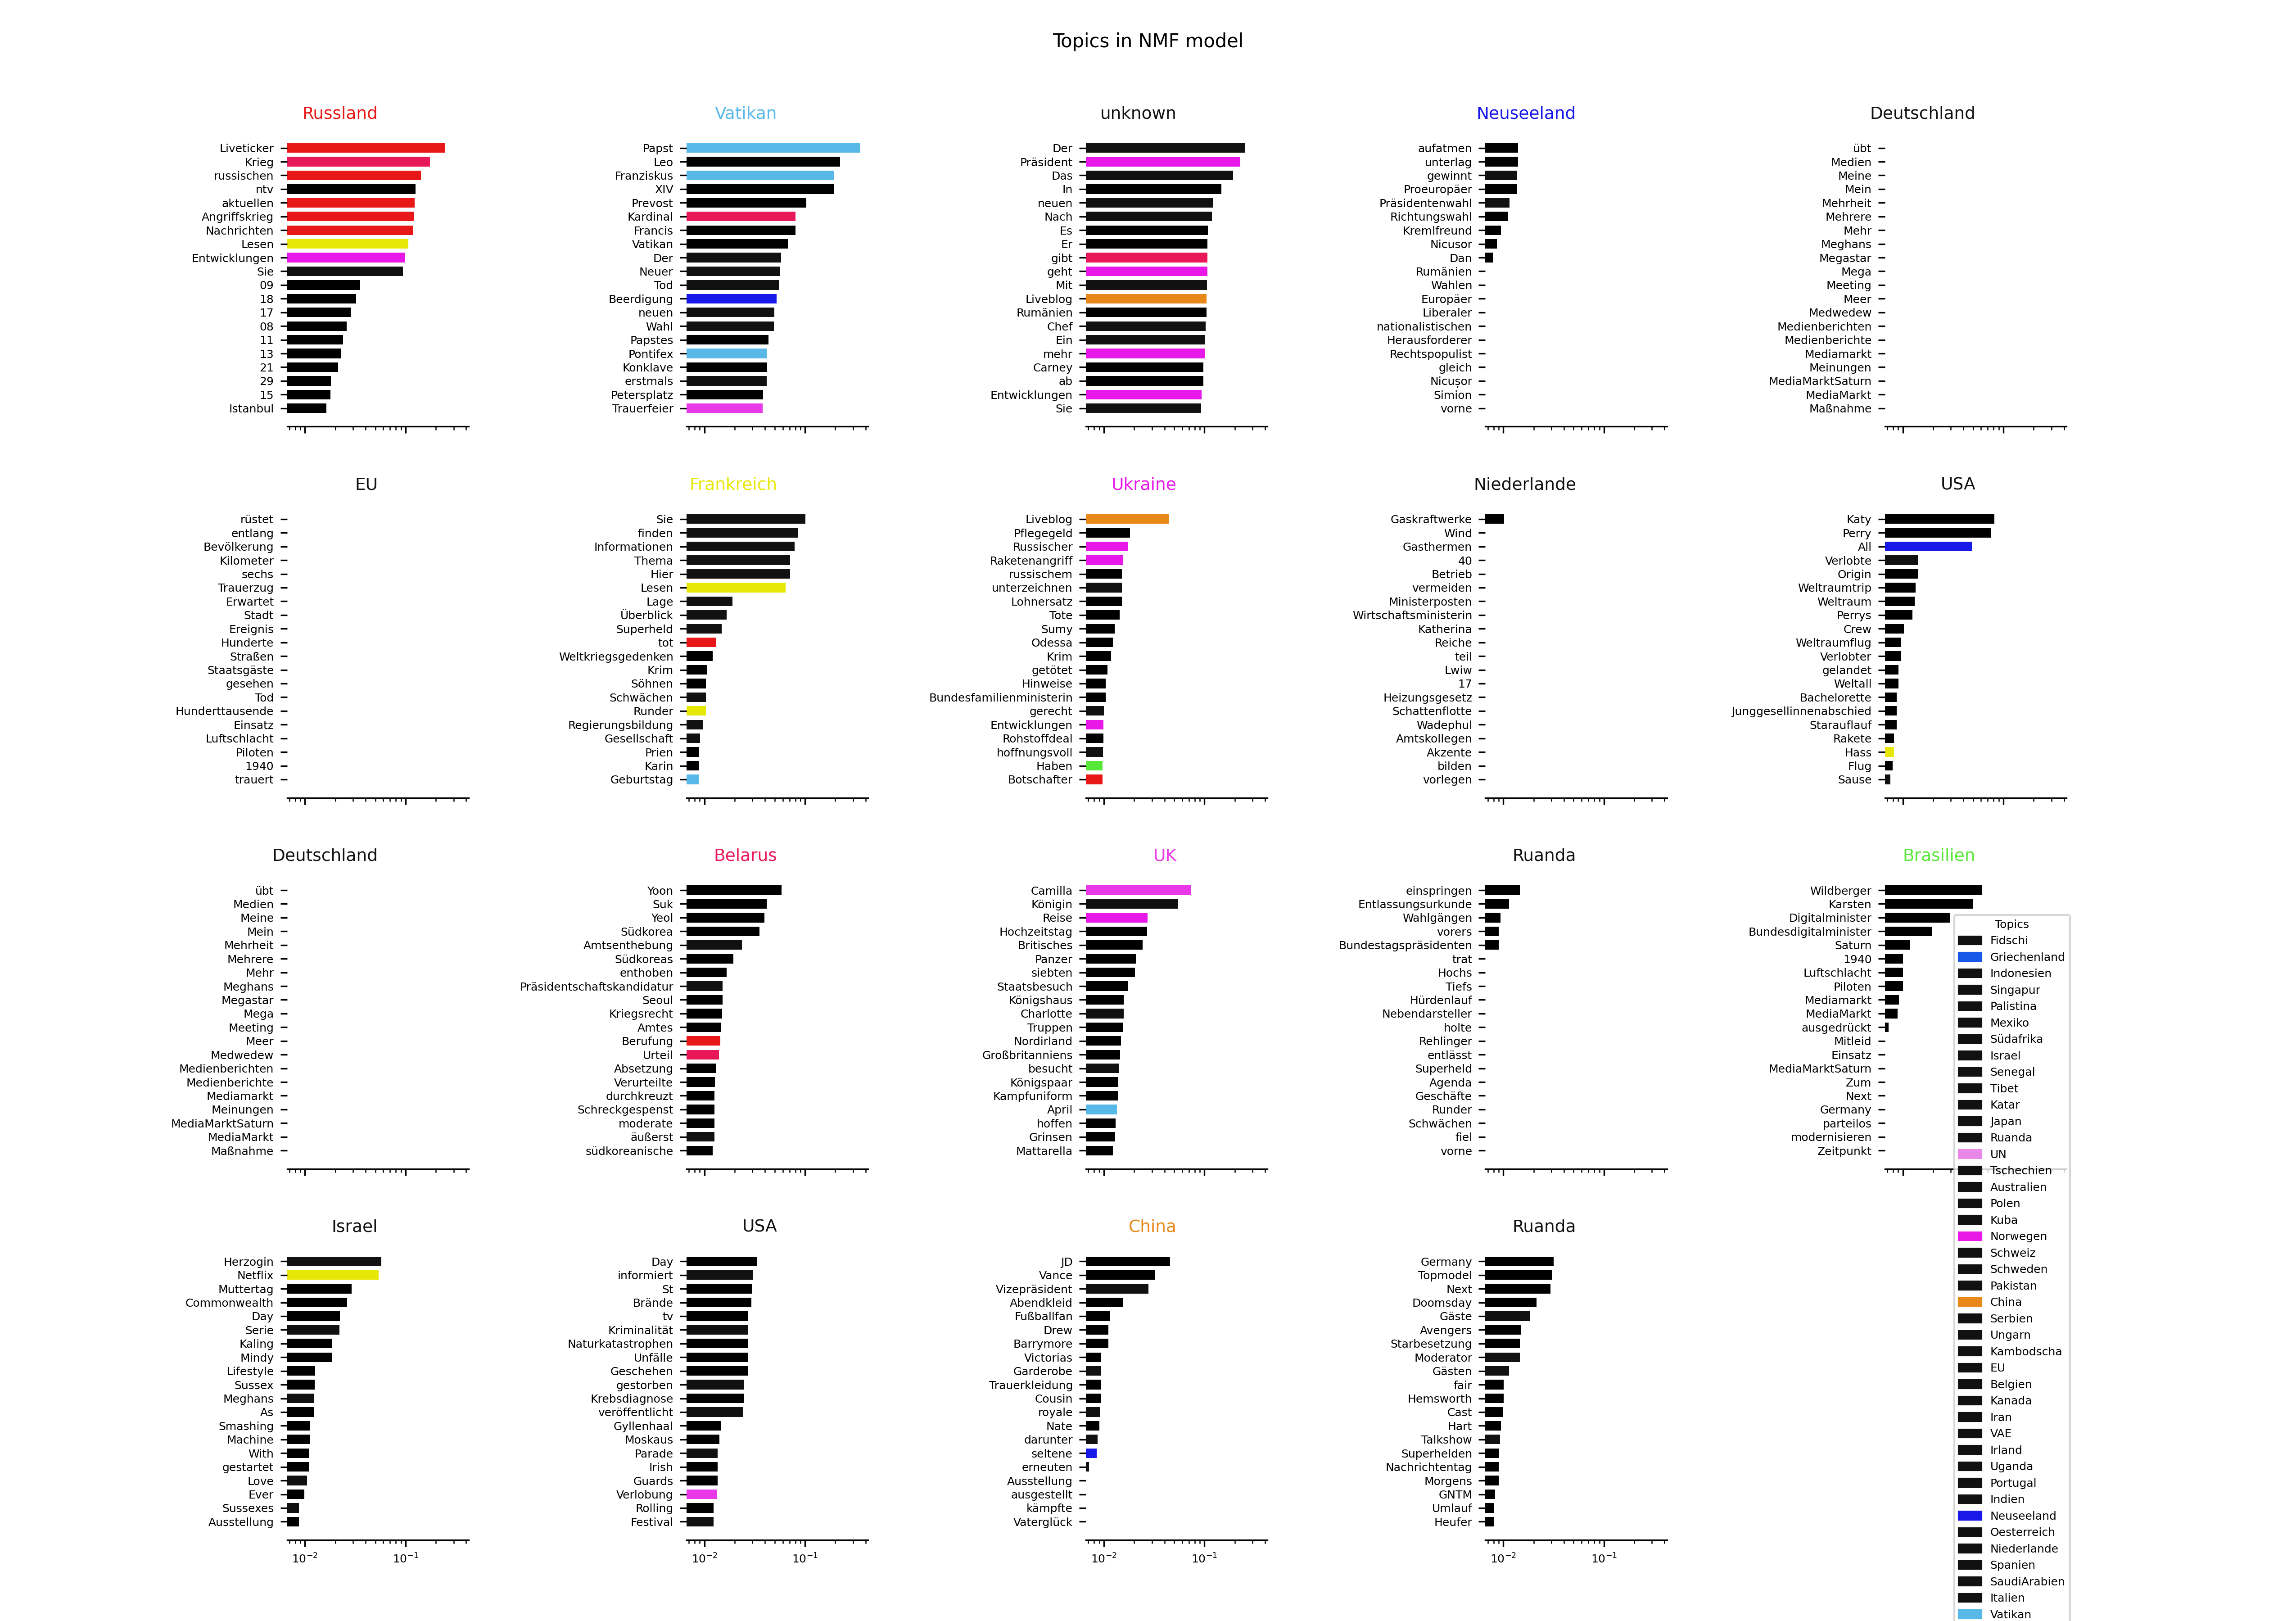 Topics in NMF model
Russland
Liveticker
Krieg
russischen
ntv
aktuellen
Angriffskrieg
Nachrichten
Lesen
Entwicklungen
Sie
09
18
17
08
11
13
21
29
15
Istanbul
Vatikan
Papst
Leo
Franziskus
XIV
Prevost
Kardinal
Francis
Vatikan
Der
Neuer
Tod
Beerdigung
neuen
Wahl
Papstes
Pontifex
Konklave
erstmals
Petersplatz
Trauerfeier
unknown
Der
Präsident
Das
In
neuen
Nach
Es
Er
gibt
geht
Mit
Liveblog
Rumänien
Chef
Ein
mehr
Carney
ab
Entwicklungen
Sie
Neuseeland
aufatmen
unterlag
gewinnt
Proeuropäer
Präsidentenwahl
Richtungswahl
Kremlfreund
Nicusor
Dan
Rumänien
Wahlen
Europäer
Liberaler
nationalistischen
Herausforderer
Rechtspopulist
gleich
Nicușor
Simion
vorne
Deutschland
übt
Medien
Meine
Mein
Mehrheit
Mehrere
Mehr
Meghans
Megastar
Mega
Meeting
Meer
Medwedew
Medienberichten
Medienberichte
Mediamarkt
Meinungen
MediaMarktSaturn
MediaMarkt
Maßnahme
EU
rüstet
entlang
Bevölkerung
Kilometer
sechs
Trauerzug
Erwartet
Stadt
Ereignis
Hunderte
Straßen
Staatsgäste
gesehen
Tod
Hunderttausende
Einsatz
Luftschlacht
Piloten
1940
trauert
Frankreich
Sie
finden
Informationen
Thema
Hier
Lesen
Lage
Überblick
Superheld
tot
Weltkriegsgedenken
Krim
Söhnen
Schwächen
Runder
Regierungsbildung
Gesellschaft
Prien
Karin
Geburtstag
Ukraine
Liveblog
Pflegegeld
Russischer
Raketenangriff
russischem
unterzeichnen
Lohnersatz
Tote
Sumy
Odessa
Krim
getötet
Hinweise
Bundesfamilienministerin
gerecht
Entwicklungen
Rohstoffdeal
hoffnungsvoll
Haben
Botschafter
Niederlande
Gaskraftwerke
Wind
Gasthermen
40
Betrieb
vermeiden
Ministerposten
Wirtschaftsministerin
Katherina
Reiche
teil
Lwiw
17
Heizungsgesetz
Schattenflotte
Wadephul
Amtskollegen
Akzente
bilden
vorlegen
USA
Katy
Perry
All
Verlobte
Origin
Weltraumtrip
Weltraum
Perrys
Crew
Weltraumflug
Verlobter
gelandet
Weltall
Bachelorette
Junggesellinnenabschied
Starauflauf
Rakete
Hass
Flug
Sause
Deutschland
übt
Medien
Meine
Mein
Mehrheit
Mehrere
Mehr
Meghans
Megastar
Mega
Meeting
Meer
Medwedew
Medienberichten
Medienberichte
Mediamarkt
Meinungen
MediaMarktSaturn
MediaMarkt
Maßnahme
Belarus
Yoon
Suk
Yeol
Südkorea
Amtsenthebung
Südkoreas
enthoben
Präsidentschaftskandidatur
Seoul
Kriegsrecht
Amtes
Berufung
Urteil
Absetzung
Verurteilte
durchkreuzt
Schreckgespenst
moderate
äußerst
südkoreanische
UK
Camilla
Königin
Reise
Hochzeitstag
Britisches
Panzer
siebten
Staatsbesuch
Königshaus
Charlotte
Truppen
Nordirland
Großbritanniens
besucht
Königspaar
Kampfuniform
April
hoffen
Grinsen
Mattarella
Ruanda
einspringen
Entlassungsurkunde
Wahlgängen
vorers
Bundestagspräsidenten
trat
Hochs
Tiefs
Hürdenlauf
Nebendarsteller
holte
Rehlinger
entlässt
Superheld
Agenda
Geschäfte
Runder
Schwächen
fiel
vorne
Brasilien
Wildberger
Karsten
Digitalminister
Bundesdigitalminister
Saturn
1940
Luftschlacht
Piloten
Mediamarkt
MediaMarkt
ausgedrückt
Mitleid
Einsatz
MediaMarktSaturn
Zum
Next
Germany
parteilos
modernisieren
Zeitpunkt
Israel
Herzogin
Netflix
Muttertag
Commonwealth
Day
Serie
Kaling
Mindy
Lifestyle
Sussex
Meghans
As
Smashing
Machine
With
gestartet
Love
Ever
Sussexes
Ausstellung
10⁻² 10⁻¹
USA
Day
informiert
St
Brände
tv
Kriminalität
Naturkatastrophen
Unfälle
Geschehen
gestorben
Krebsdiagnose
veröffentlicht
Gyllenhaal
Moskaus
Parade
Irish
Guards
Verlobung
Rolling
Festival
10⁻² 10⁻¹
China
JD
Vance
Vizepräsident
Abendkleid
Fußballfan
Drew
Barrymore
Victorias
Garderobe
Trauerkleidung
Cousin
royale
Nate
darunter
seltene
erneuten
Ausstellung
ausgestellt
kämpfte
Vaterglück
10⁻² 10⁻¹
Ruanda
Germany
Topmodel
Next
Doomsday
Gäste
Avengers
Starbesetzung
Moderator
Gästen
fair
Hemsworth
Cast
Hart
Talkshow
Superhelden
Nachrichtentag
Morgens
GNTM
Umlauf
Heufer
10⁻² 10⁻¹
Topics
Fidschi
Griechenland
Indonesien
Singapur
Palistina
Mexiko
Südafrika
Israel
Senegal
Tibet
Katar
Japan
Ruanda
UN
Tschechien
Australien
Polen
Kuba
Norwegen
Schweiz
Schweden
Pakistan
China
Serbien
Ungarn
Kambodscha
EU
Belgien
Kanada
Iran
VAE
Irland
Uganda
Portugal
Indien
Neuseeland
Oesterreich
Niederlande
Spanien
SaudiArabien
Italien
Vatikan